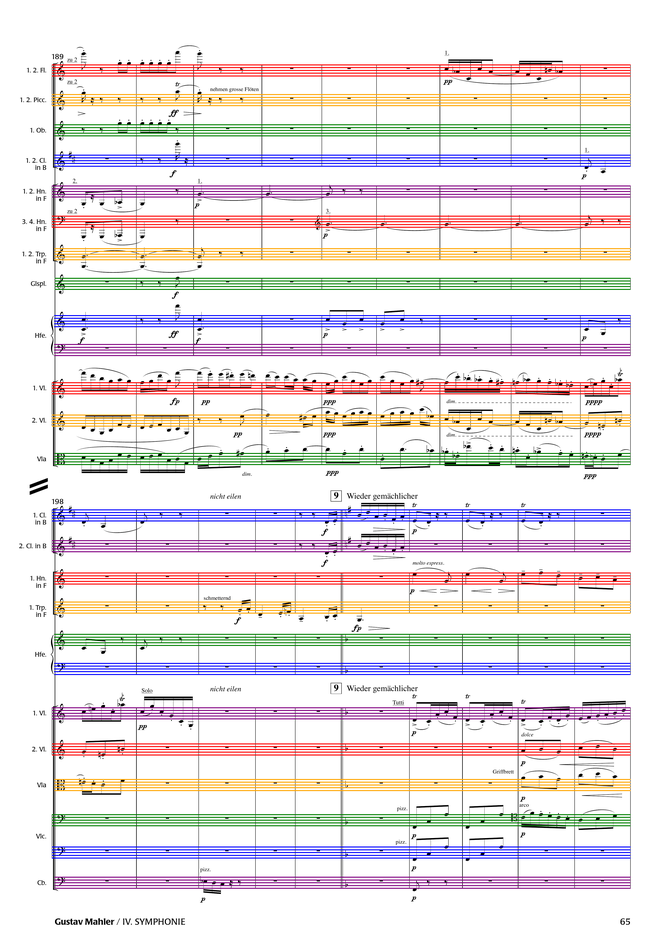 189
zu 2
1.
1. 2. Fl.
pp
zu 2
tr
nehmen grosse Flöten
1. 2. Picc.
ff
1. Ob.
1. 2. Cl.
in B
f
1.
p
2.
1.
1. 2. Hn.
in F
p
zu 2
3.
3. 4. Hn.
in F
p
1. 2. Trp.
in F
Glspl.
f
Hfe.
f
ff
f
p
p
tr
1. Vl.
fp
pp
ppp
dim.
pppp
2. Vl.
pp
ppp
dim.
pppp
Vla
dim.
ppp
ppp
198
nicht eilen
9 Wieder gemächlicher
1. Cl.
in B
f
tr
tr
tr
p
2. Cl. in B
f
molto espress.
1. Hn.
in F
p
schmetternd
1. Trp.
in F
f
fp
Hfe.
nicht eilen
9 Wieder gemächlicher
tr
Solo
Tutti
tr
tr
tr
1. Vl.
pp
p
dolce
2. Vl.
p
Griffbrett
Vla
p
pizz.
arco
p
p
Vlc.
pizz.
p
pizz.
Cb.
p
p
Gustav Mahler / IV. SYMPHONIE
65